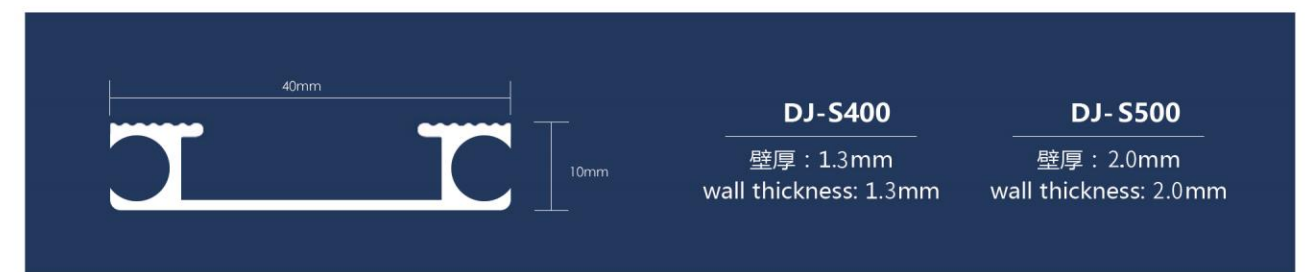 40mm
10mm
DJ-S400
壁厚：1.3mm
wall thickness: 1.3mm
DJ- S500
壁厚：2.0mm
wall thickness: 2.0mm